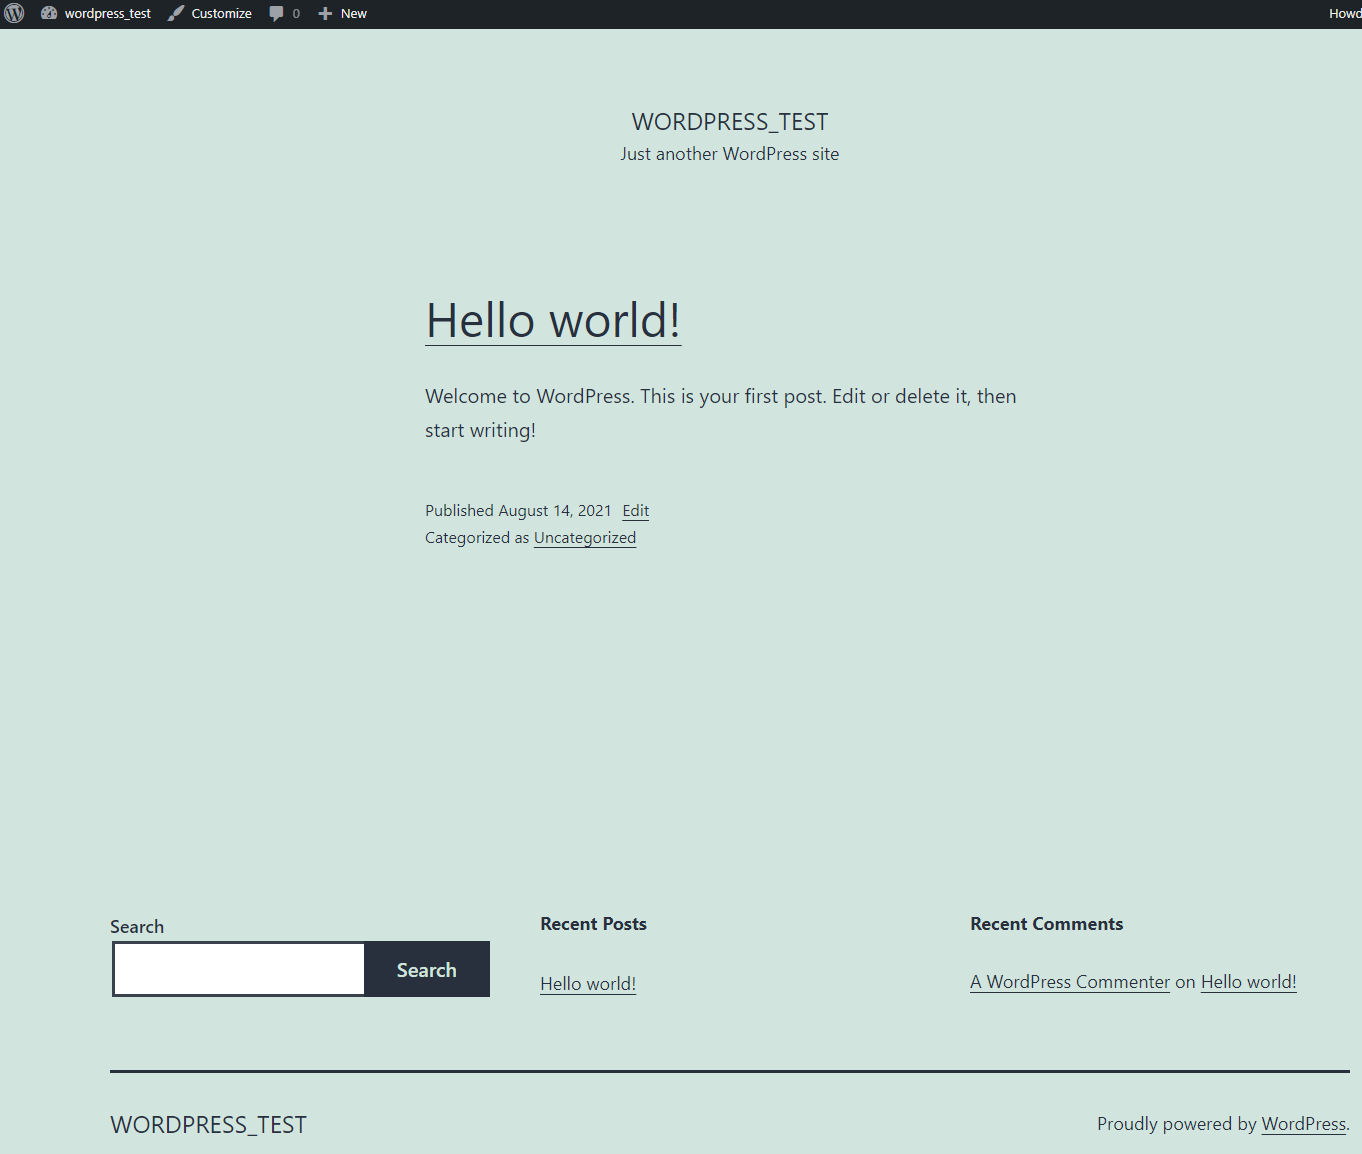 wordpress_test Customize 0 New Howd
WORDPRESS_TEST
Just another WordPress site
Hello world!
Welcome to WordPress. This is your first post. Edit or delete it, then
start writing!
Published August 14, 2021 Edit
Categorized as Uncategorized
Search
Search
Recent Posts
Hello world!
Recent Comments
A WordPress Commenter on Hello world!
WORDPRESS_TEST
Proudly powered by WordPress.